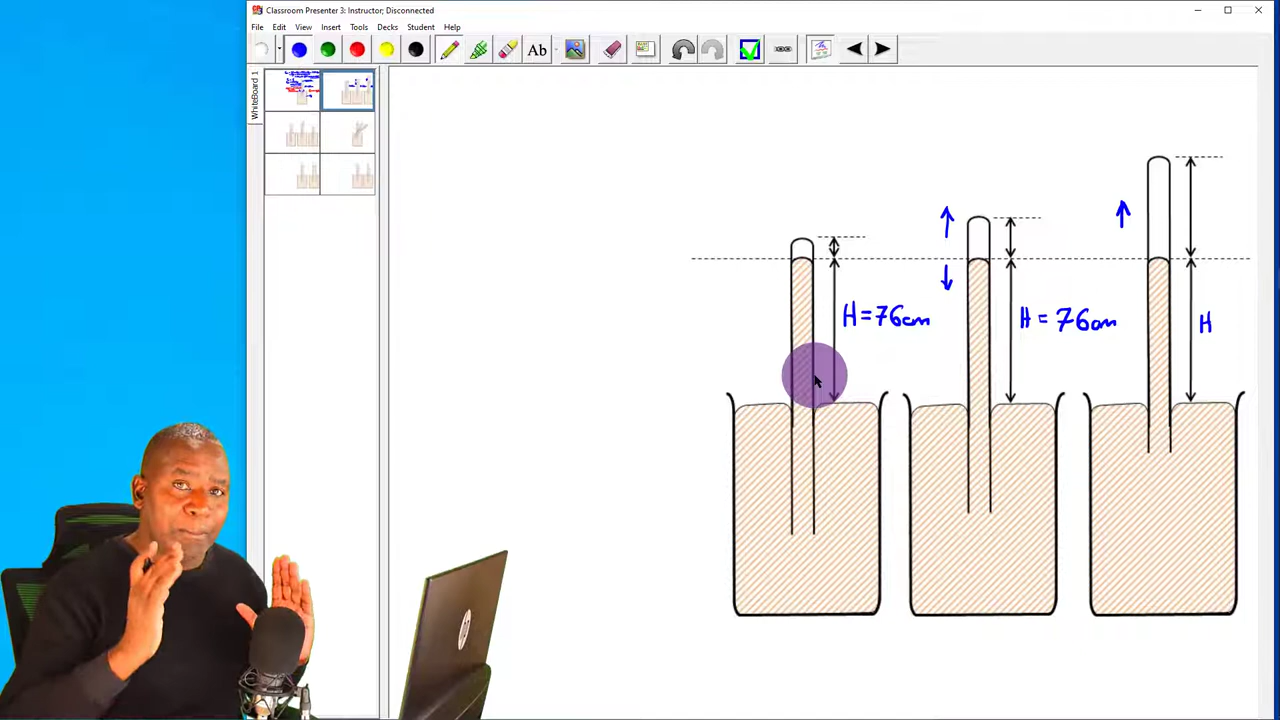 Classroom Presenter 3: Instructor; Disconnected
File Edit View Insert Tools Decks Student Help
Ab
WhiteBoard 1
H = 76cm
H = 76cm
H